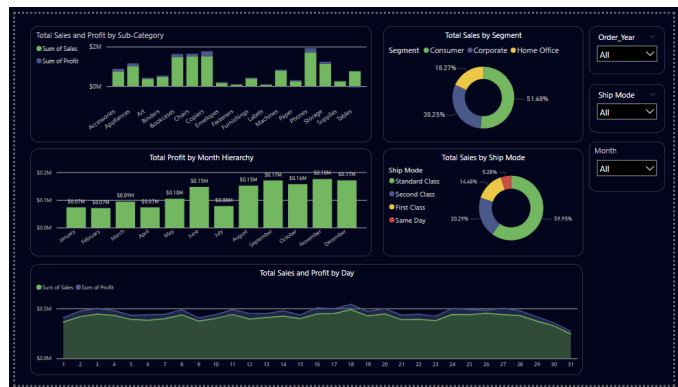 Total Sales and Profit by Sub-Category
Sum of Sales
Sum of Profit
$2M
$0M
Accessories
Appliances
Art
Binders
Bookcases
Chairs
Copiers
Envelopes
Fasteners
Furnishings
Labels
Machines
Paper
Phones
Storage
Supplies
Tables
Total Sales by Segment
Segment Consumer Corporate Home Office
18.27%
51.48%
30.25%
Order_Year
All
Ship Mode
All
Month
All
Total Profit by Month Hierarchy
$0.2M
$0.1M
$0.0M
$0.07M $0.07M $0.09M $0.07M $0.10M $0.15M $0.08M $0.15M $0.17M $0.16M $0.18M $0.17M
January
February
March
April
May
June
July
August
September
October
November
December
Total Sales by Ship Mode
Ship Mode
Standard Class
Second Class
First Class
Same Day
5.28%
14.48%
20.29%
59.95%
Total Sales and Profit by Day
Sum of Sales Sum of Profit
$0.5M
$0.0M
1 2 3 4 5 6 7 8 9 10 11 12 13 14 15 16 17 18 19 20 21 22 23 24 25 26 27 28 29 30 31